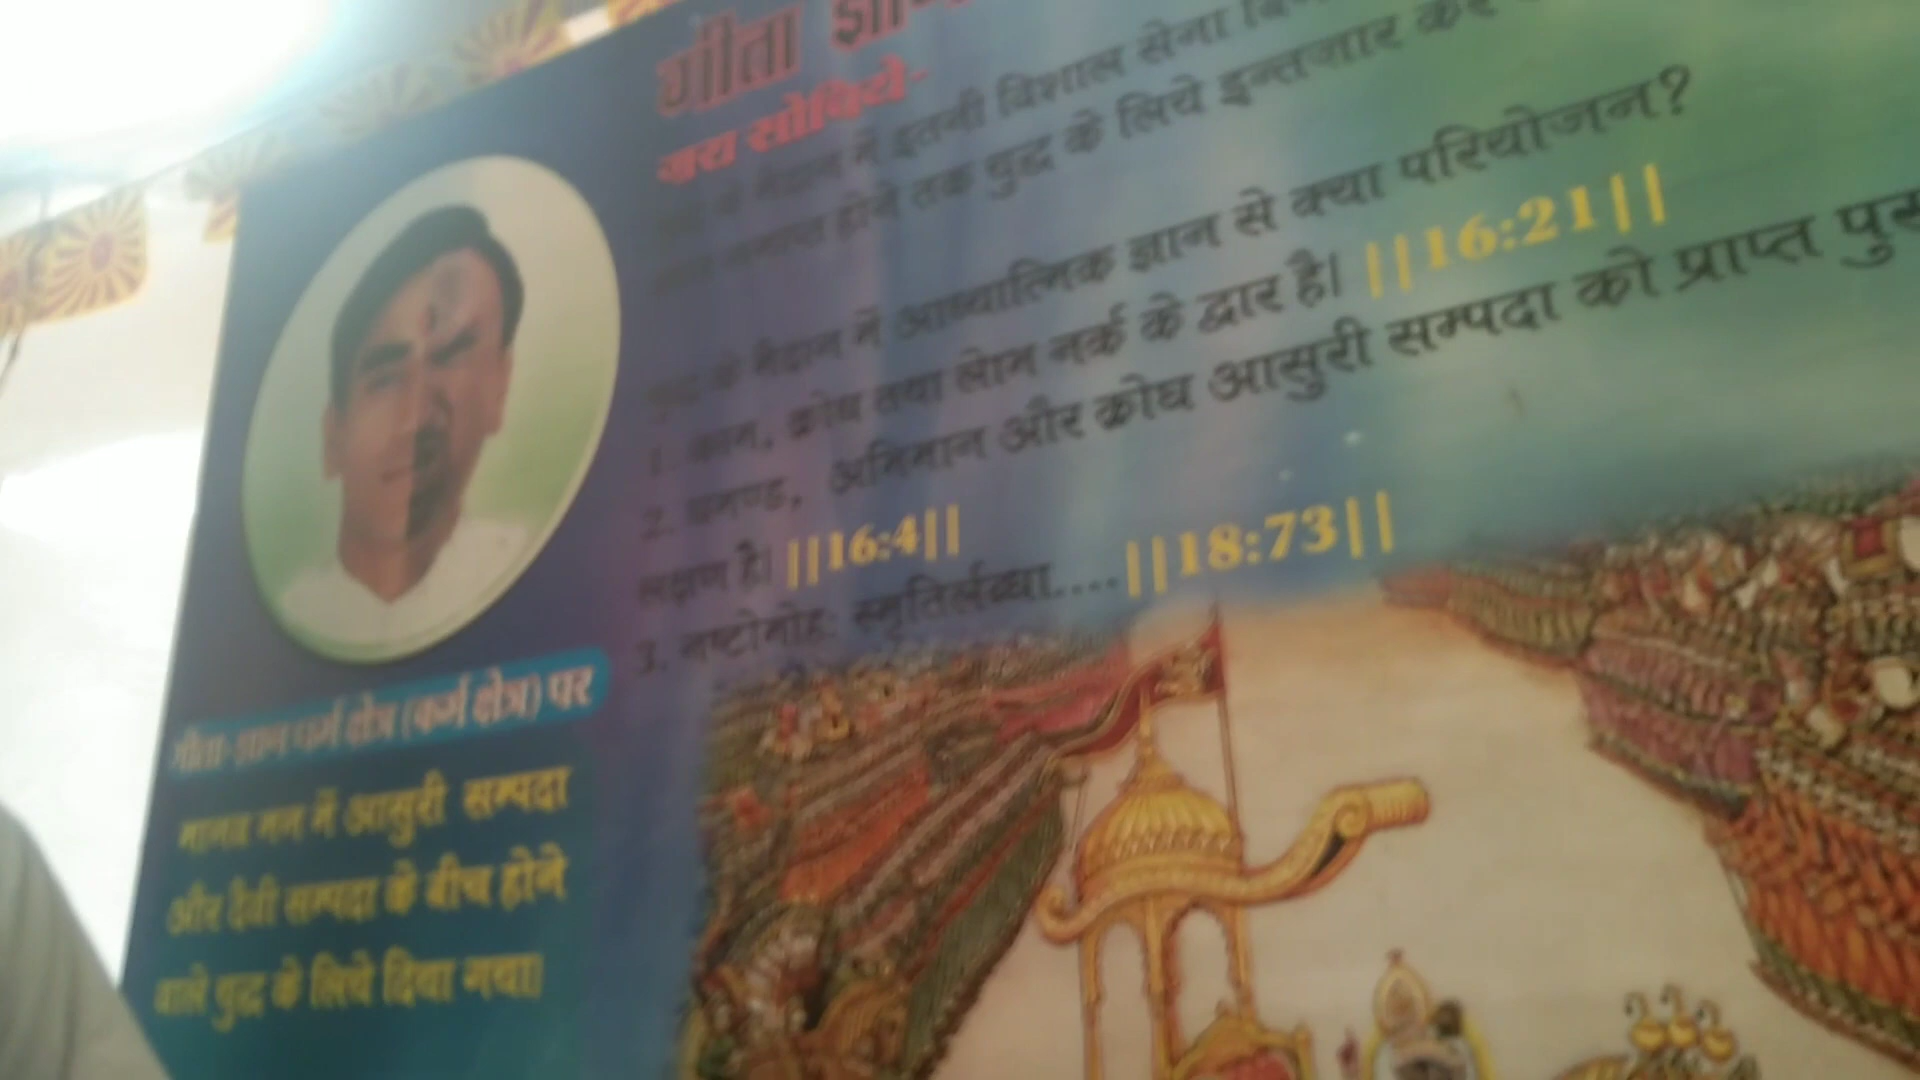 गीता
जरा सोचिये-
में इतनी विशाल सेना
होने तक युद्ध के लिये इन्तजार कर
युद्ध के मैदान में आध्यात्मिक ज्ञान से क्या परियोजन?
1. काम, क्रोध तथा लोभ नर्क के द्वार है। ||16:21||
2. घमण्ड, अभिमान और क्रोध आसुरी सम्पदा को प्राप्त
लक्षण है। ||16:4||
3. नष्टोमोह: स्मृतिर्लब्धा....||18:73||
गीता-ज्ञान धर्म क्षेत्र (कर्म क्षेत्र) पर
मानव मन में आसुरी सम्पदा
और दैवी सम्पदा के बीच होने
वाले युद्ध के लिये दिया गया।